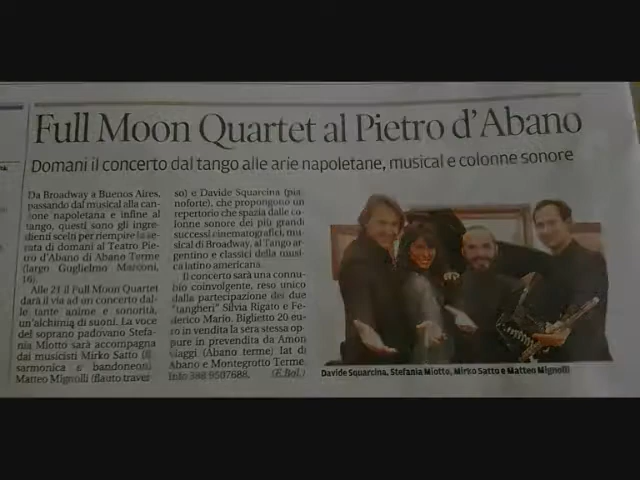 Full Moon Quartet al Pietro d'Abano
Domani il concerto dal tango alle arie napoletane, musical e colonne sonore
Da Broadway a Buenos Aires,
passando dal musical alla can-
zone napoletana e infine al
tango, questi sono gli ingre-
dienti scelti per riempire la se-
rata di domani al Teatro Pie-
tro d'Abano di Abano Terme
(largo Guglielmo Marconi,
16).
Alle 21 il Full Moon Quartet
darà il via ad un concerto dal-
le tante anime e sonorità,
un'alchimia di suoni. La voce
del soprano padovano Stefa-
nia Miotto sarà accompagna
dai musicisti Mirko Satto (fi
sarmonica e bandoneon)
Matteo Mignolli (flauto traver
so) e Davide Squarcina (pia-
noforte), che propongono un
repertorio che spazia dalle co-
lonne sonore dei più grandi
successi cinematografici, mu-
sical di Broadway, al Tango ar-
gentino e classici della mu-
sica latino americana.
Il concerto sarà una connu-
bio coinvolgente, reso unico
dalla partecipazione dei due
"tangheri" Silvia Rigato e Fe-
derico Mario. Biglietto 20 eu-
ro in vendita la sera stessa op-
pure in prevendita da Amon
viaggi (Abano terme) Iat di
Abano e Montegrotto Terme.
Info 388.9507688. (E.Bol.)
Davide Squarcina, Stefania Miotto, Mirko Satto e Matteo Mignolli